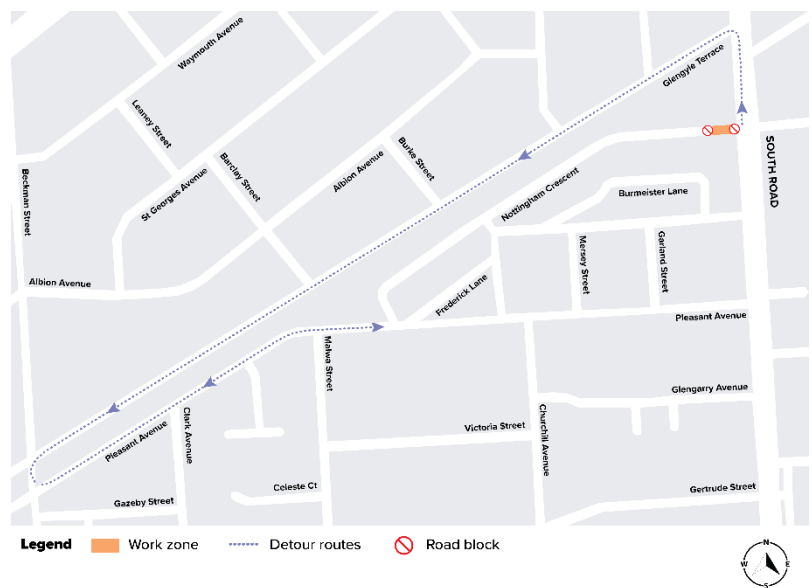 Waymouth Avenue
Glengyle Terrace
Leaney Street
SOUTH ROAD
Burke Street
Barclay Street
Albion Avenue
Beckman Street
St Georges Avenue
Nottingham Crescent
Burmeister Lane
Mersey Street
Garland Street
Albion Avenue
Frederick Lane
Pleasant Avenue
Malwa Street
Glengarry Avenue
Pleasant Avenue
Clark Avenue
Victoria Street
Churchill Avenue
Celeste Ct
Gertrude Street
Gazeby Street
Legend Work zone Detour routes Road block
N
W E
S